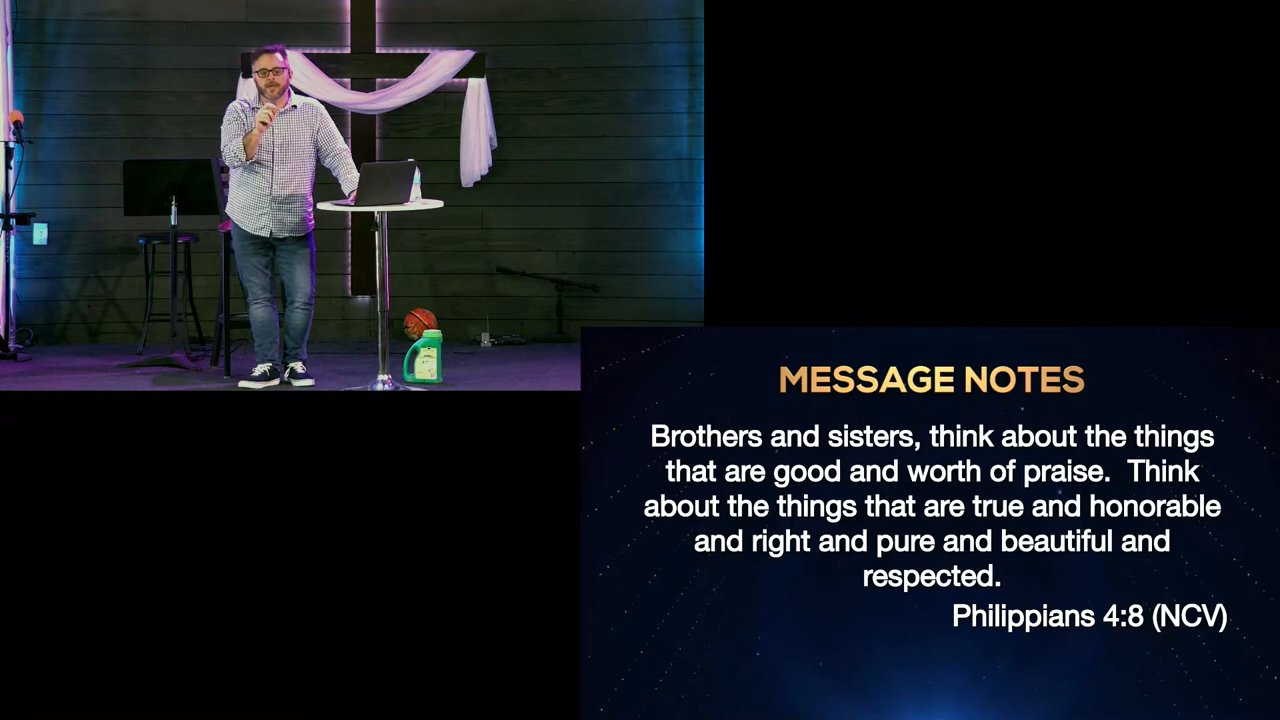 MESSAGE NOTES
Brothers and sisters, think about the things
that are good and worth of praise.  Think
about the things that are true and honorable
and right and pure and beautiful and
respected.
Philippians 4:8 (NCV)